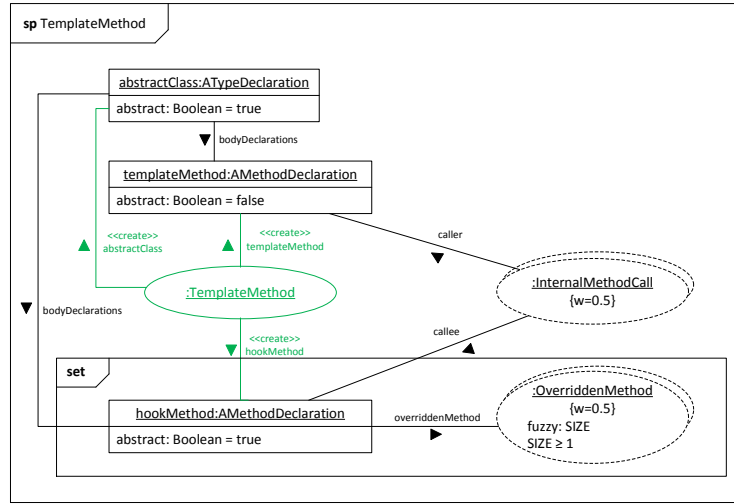 sp TemplateMethod
abstractClass:ATypeDeclaration
abstract: Boolean = true
bodyDeclarations
templateMethod:AMethodDeclaration
abstract: Boolean = false
<<create>>
abstractClass
<<create>>
templateMethod
caller
:TemplateMethod
:InternalMethodCall
{w=0.5}
bodyDeclarations
<<create>>
hookMethod
callee
set
hookMethod:AMethodDeclaration
abstract: Boolean = true
overriddenMethod
:OverriddenMethod
{w=0.5}
fuzzy: SIZE
SIZE ≥ 1